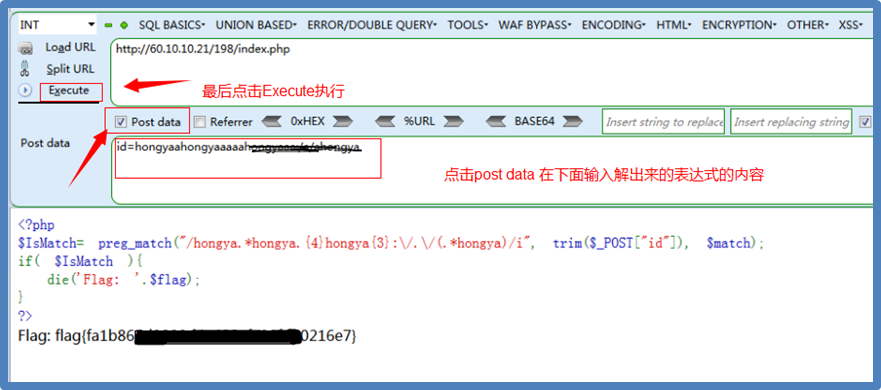 INT SQL BASICS UNION BASED ERROR/DOUBLE QUERY TOOLS WAF BYPASS ENCODING HTML ENCRYPTION OTHER XSS
Load URL http://60.10.10.21/198/index.php
Split URL
Execute
最后点击Execute执行
Post data Referrer 0xHEX %URL BASE64 Insert string to replace Insert replacing string
Post data
id=hongyaahongyaaaaah
点击post data 在下面输入解出来的表达式的内容
<?php
$IsMatch= preg_match("/hongya.*hongya.{4}hongya{3}:\/.\/(.*hongya)/i", trim($_POST["id"]), $match);
if( $IsMatch ){
die('Flag: '.$flag);
}
?>
Flag: flag{fa1b86 0216e7}